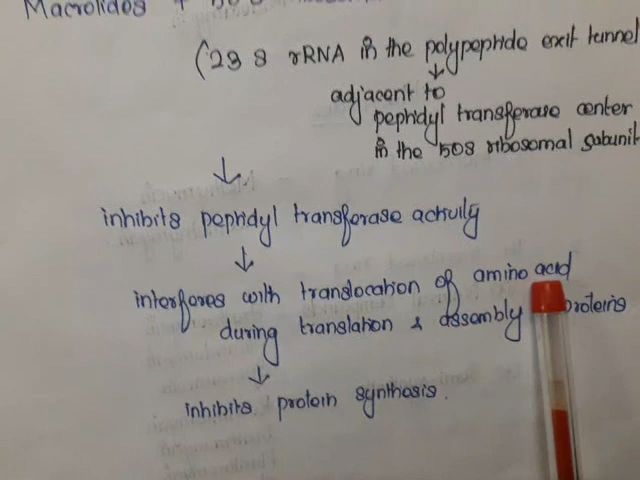 Macrolides + 50 S
(23 S rRNA in the polypeptide exit tunnel
↓
adjacent to
peptidyl transferase center
in the 50S ribosomal subunit
↓
inhibits peptidyl transferase activity
↓
interferes with translocation of amino acid
during translation & assembly proteins
↓
inhibits protein synthesis.